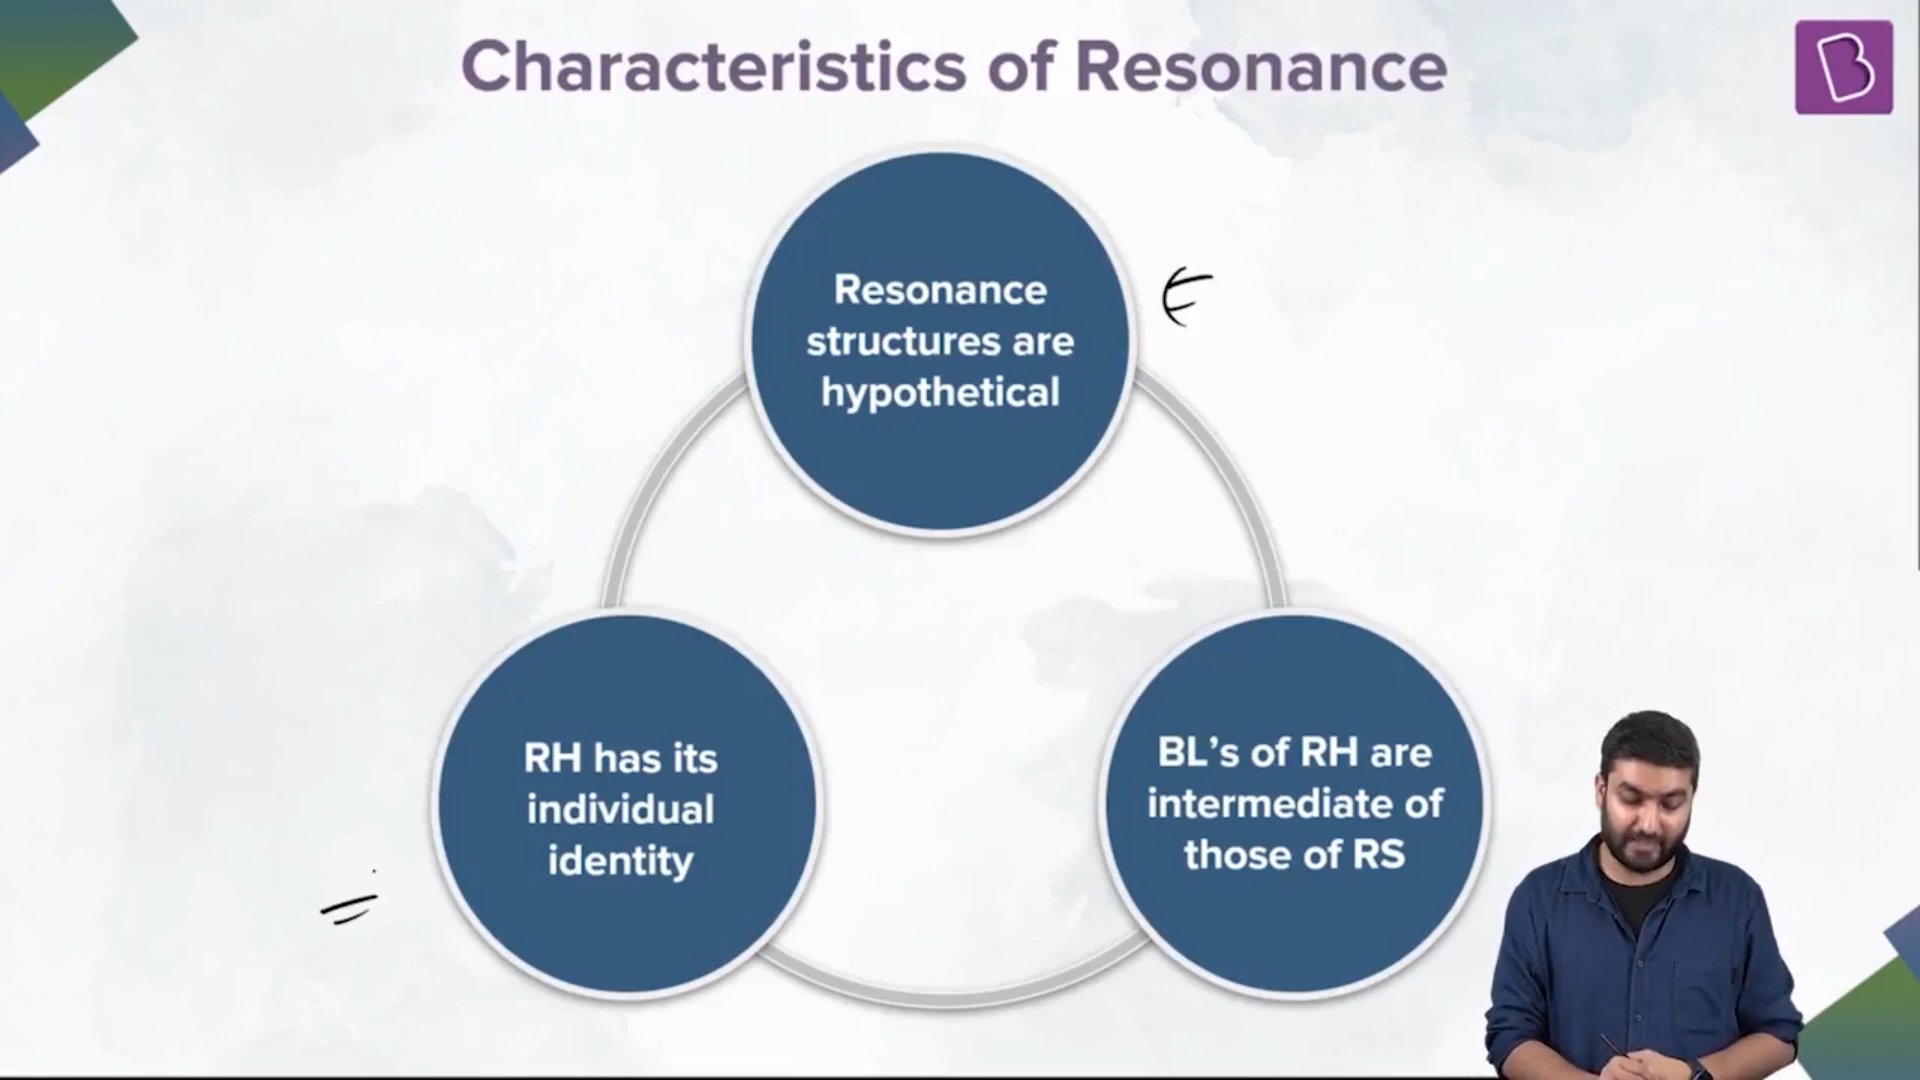 Characteristics of Resonance
Resonance
structures are
hypothetical
RH has its
individual
identity
BL’s of RH are
intermediate of
those of RS